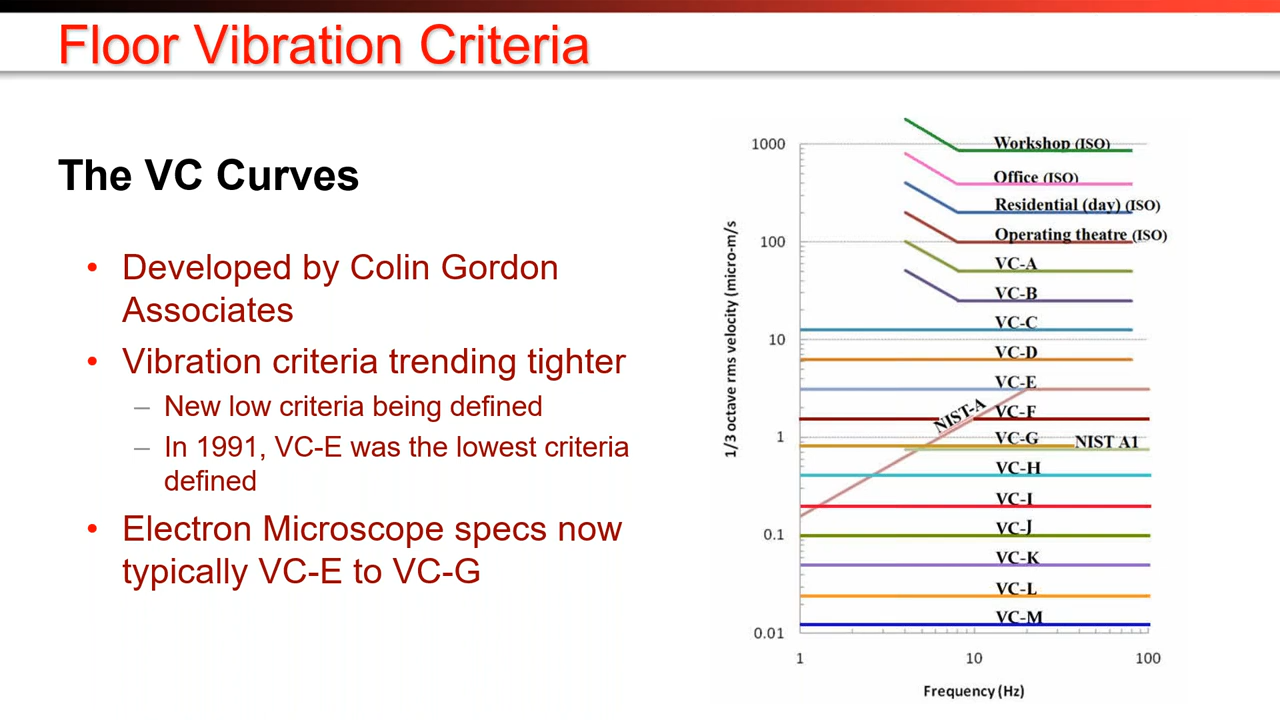 Floor Vibration Criteria
The VC Curves
• Developed by Colin Gordon
Associates
• Vibration criteria trending tighter
– New low criteria being defined
– In 1991, VC-E was the lowest criteria
defined
• Electron Microscope specs now
typically VC-E to VC-G
1/3 octave rms velocity (micro-m/s
1000
100
10
1
0.1
0.01
Workshop (ISO)
Office (ISO)
Residential (day) (ISO)
Operating theatre (ISO)
VC-A
VC-B
VC-C
VC-D
VC-E
NIST-A
VC-F
VC-G
NIST A1
VC-H
VC-I
VC-J
VC-K
VC-L
VC-M
1 10 100
Frequency (Hz)